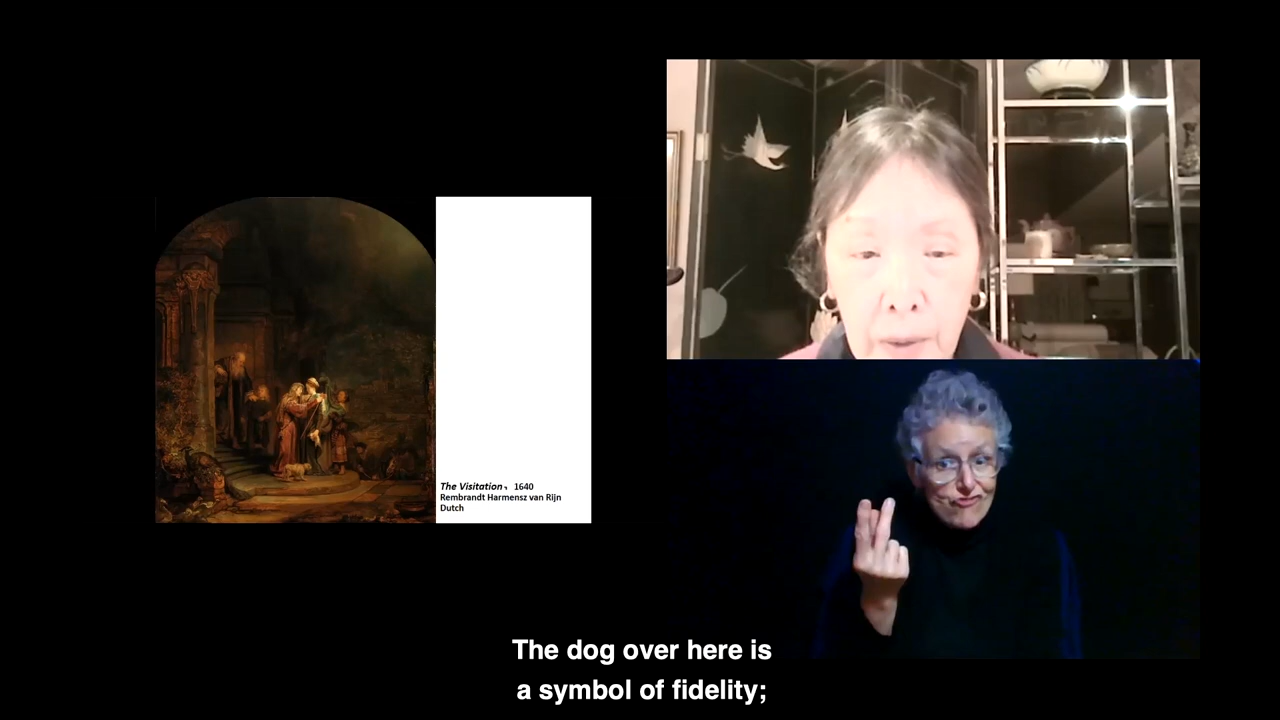 The Visitation, 1640
Rembrandt Harmensz van Rijn
Dutch
The dog over here is
a symbol of fidelity;